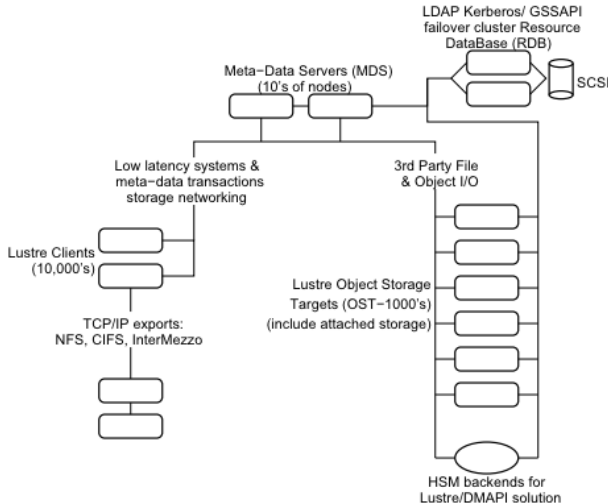 LDAP Kerberos/ GSSAPI
failover cluster Resource
DataBase (RDB)
SCSI
Meta−Data Servers (MDS)
(10's of nodes)
Low latency systems &
meta−data transactions
storage networking
3rd Party File
& Object I/O
Lustre Clients
(10,000's)
Lustre Object Storage
Targets (OST−1000's)
(include attached storage)
TCP/IP exports:
NFS, CIFS, InterMezzo
HSM backends for
Lustre/DMAPI solution